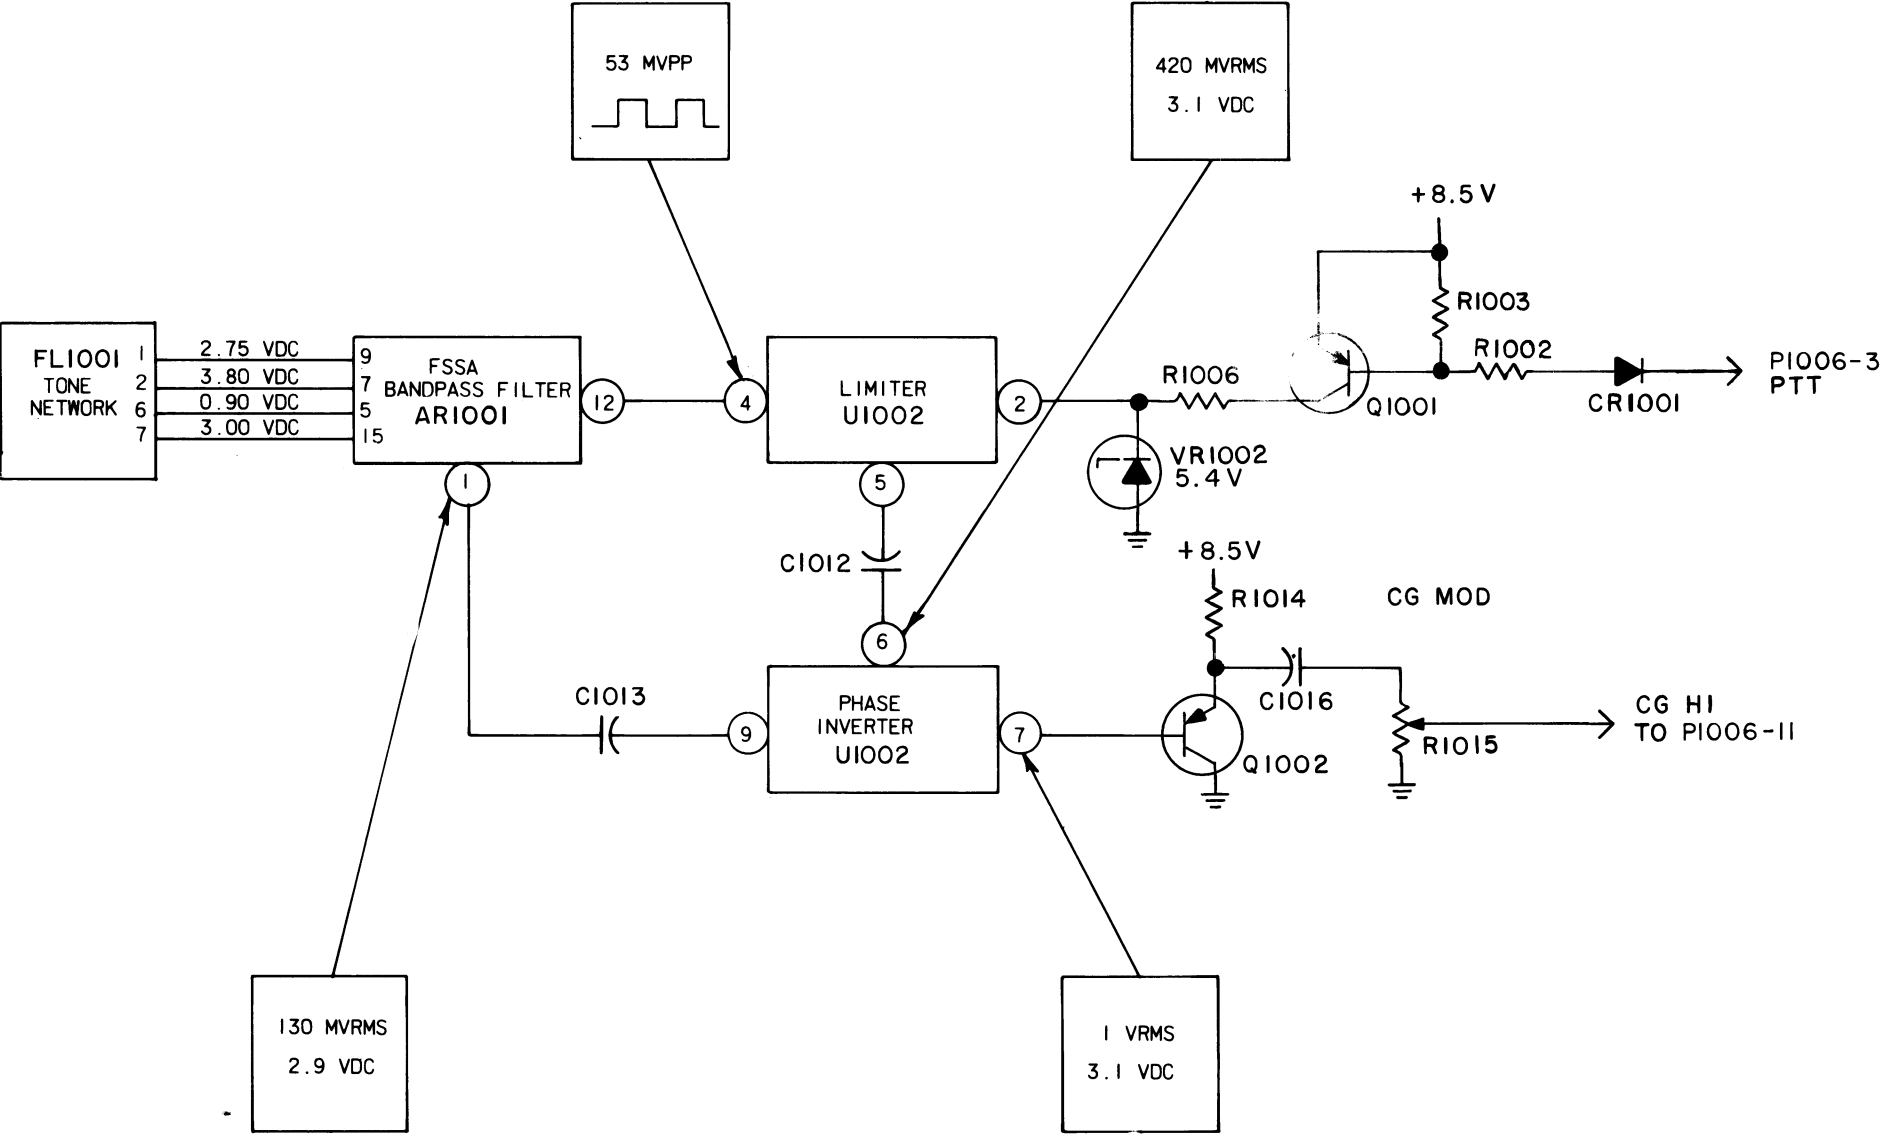 53 MVPP
420 MVRMS
3.1 VDC
+8.5V
R1003
R1002
P1006-3
PTT
CR1001
Q1001
R1006
VR1002
5.4V
FL1001
TONE
NETWORK
1
2
6
7
2.75 VDC
3.80 VDC
0.90 VDC
3.00 VDC
9
7
5
15
FSSA
BANDPASS FILTER
AR1001
12
1
4
LIMITER
U1002
2
5
C1012
6
+8.5V
R1014
CG MOD
C1016
C1013
9
PHASE
INVERTER
U1002
7
Q1002
R1015
CG HI
TO P1006-11
130 MVRMS
2.9 VDC
1 VRMS
3.1 VDC